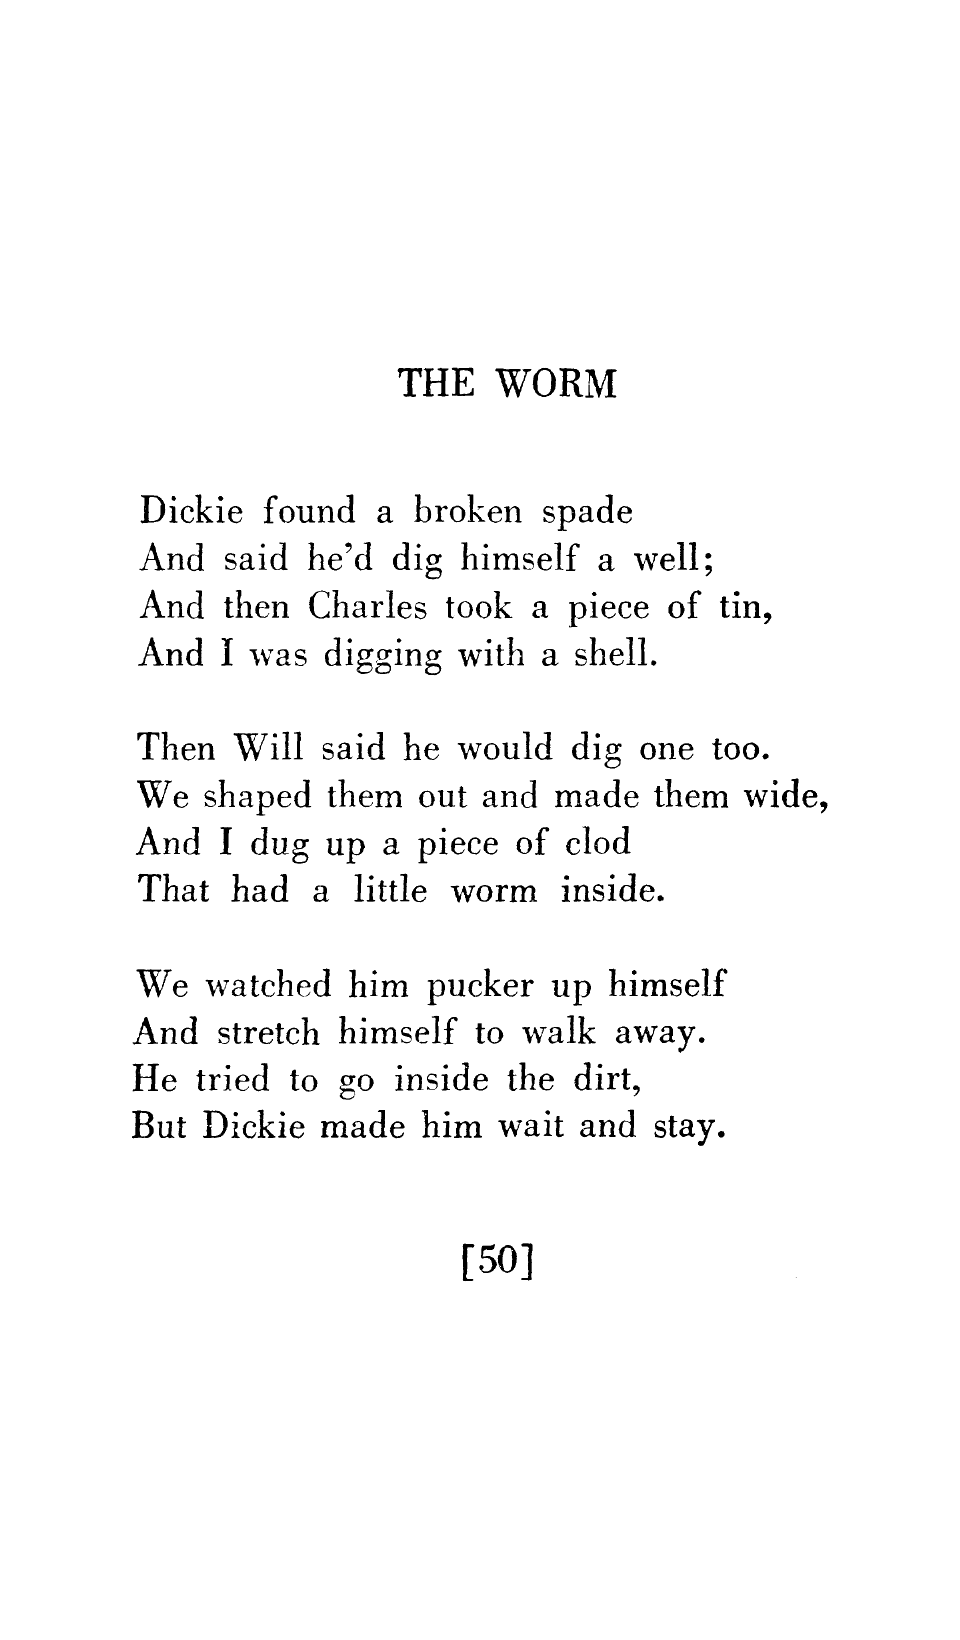 THE WORM
Dickie found a broken spade
And said he'd dig himself a well;
And then Charles took a piece of tin,
And I was digging with a shell.
Then Will said he would dig one too.
We shaped them out and made them wide,
And I dug up a piece of clod
That had a little worm inside.
We watched him pucker up himself
And stretch himself to walk away.
He tried to go inside the dirt,
But Dickie made him wait and stay.
[50]